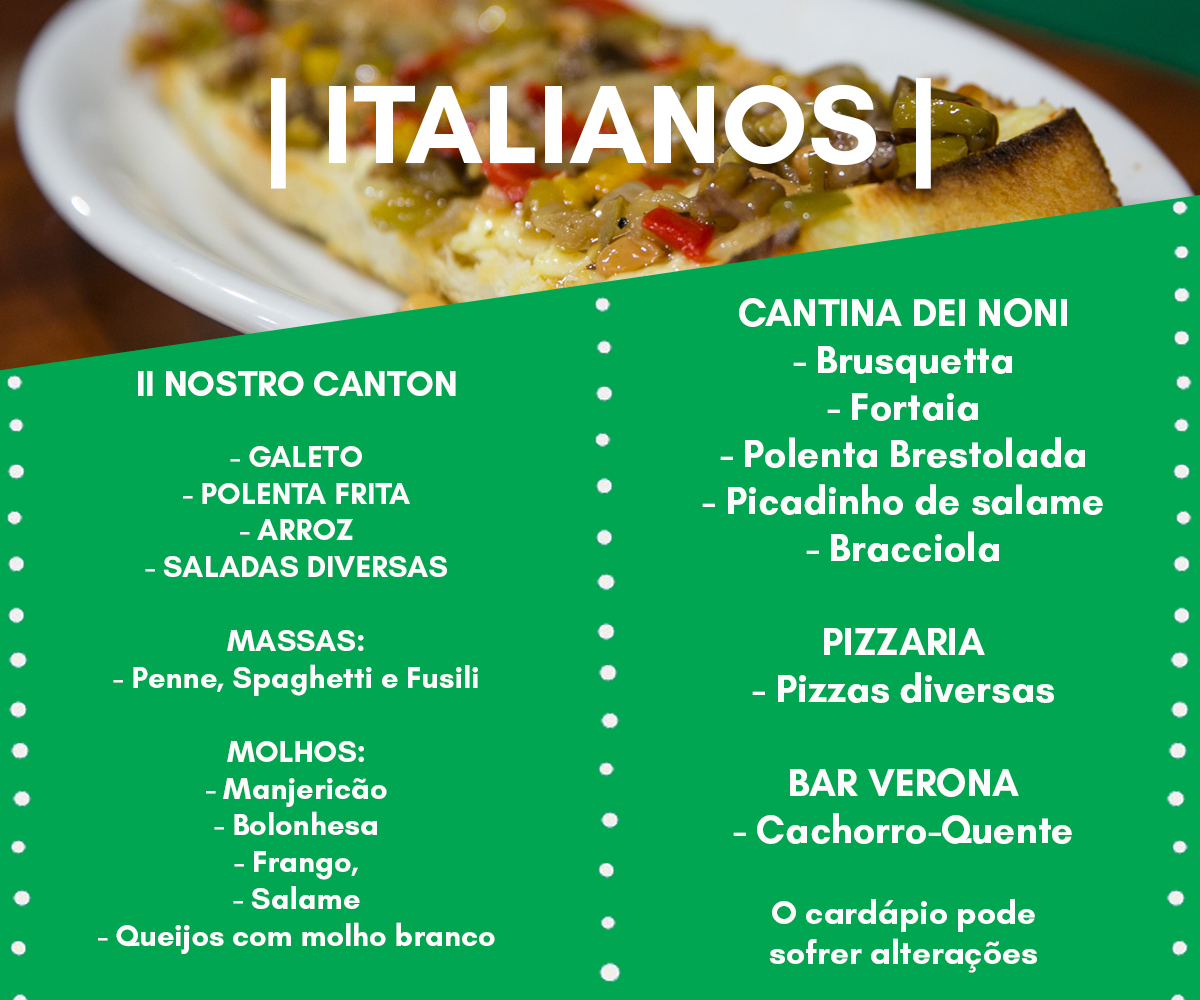 | ITALIANOS |
II NOSTRO CANTON
- GALETO
- POLENTA FRITA
- ARROZ
- SALADAS DIVERSAS
MASSAS:
- Penne, Spaghetti e Fusili
MOLHOS:
- Manjericão
- Bolonhesa
- Frango,
- Salame
- Queijos com molho branco
CANTINA DEI NONI
- Brusquetta
- Fortaia
- Polenta Brestolada
- Picadinho de salame
- Bracciola
PIZZARIA
- Pizzas diversas
BAR VERONA
- Cachorro-Quente
O cardápio pode
sofrer alterações